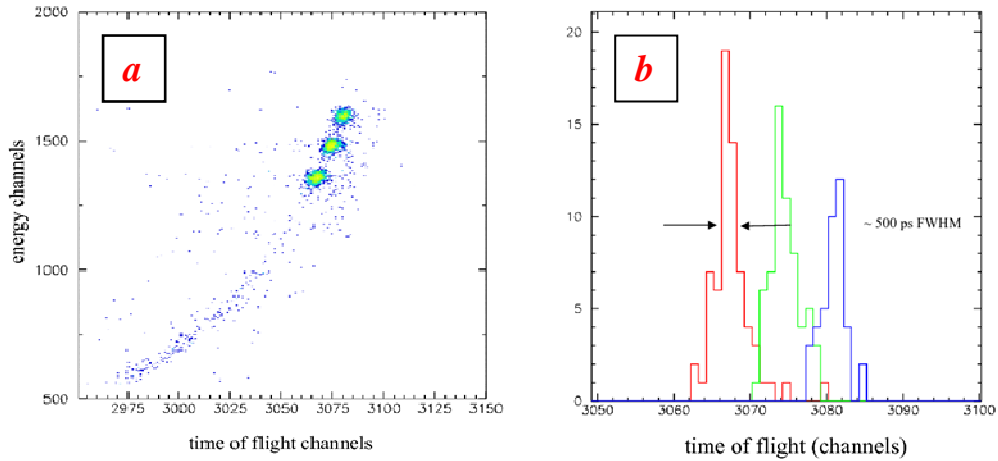 a
2000
1500
1000
500
energy channels
2975 3000 3025 3050 3075 3100 3125 3150
time of flight channels
b
20
15
10
5
0
~ 500 ps FWHM
3050 3060 3070 3080 3090 3100
time of flight (channels)